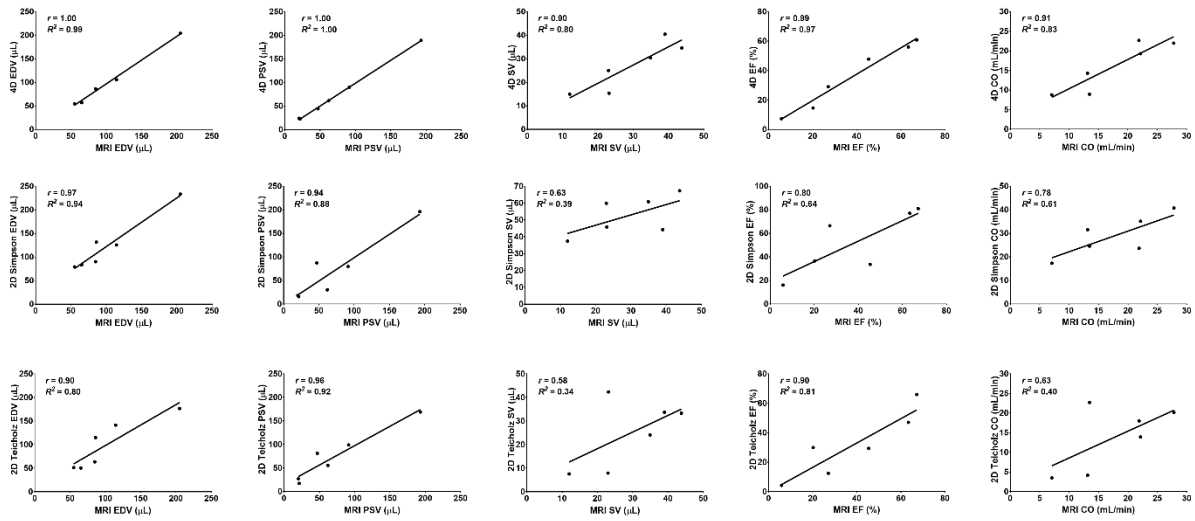 r = 1.00
R² = 0.99
4D EDV (μL)
250
200
150
100
50
0
0 50 100 150 200 250
MRI EDV (μL)
r = 1.00
R² = 1.00
4D PSV (μL)
250
200
150
100
50
0
0 50 100 150 200 250
MRI PSV (μL)
r = 0.90
R² = 0.80
4D SV (μL)
50
40
30
20
10
0
0 10 20 30 40 50
MRI SV (μL)
r = 0.99
R² = 0.97
4D EF (%)
80
60
40
20
0
0 20 40 60 80
MRI EF (%)
r = 0.91
R² = 0.83
4D CO (mL/min)
30
25
20
15
10
5
0
0 5 10 15 20 25 30
MRI CO (mL/min)
r = 0.97
R² = 0.94
2D Simpson EDV (μL)
250
200
150
100
50
0
0 50 100 150 200 250
MRI EDV (μL)
r = 0.94
R² = 0.88
2D Simpson PSV (μL)
250
200
150
100
50
0
0 50 100 150 200 250
MRI PSV (μL)
r = 0.63
R² = 0.39
2D Simpson SV (μL)
70
60
50
40
30
20
10
0
0 10 20 30 40 50
MRI SV (μL)
r = 0.80
R² = 0.64
2D Simpson EF (%)
100
80
60
40
20
0
0 20 40 60 80
MRI EF (%)
r = 0.78
R² = 0.61
2D Simpson CO (mL/min)
50
40
30
20
10
0
0 5 10 15 20 25 30
MRI CO (mL/min)
r = 0.90
R² = 0.80
2D Teicholz EDV (μL)
250
200
150
100
50
0
0 50 100 150 200 250
MRI EDV (μL)
r = 0.96
R² = 0.92
2D Teicholz PSV (μL)
250
200
150
100
50
0
0 50 100 150 200 250
MRI PSV (μL)
r = 0.58
R² = 0.34
2D Teicholz SV (μL)
50
40
30
20
10
0
0 10 20 30 40 50
MRI SV (μL)
r = 0.90
R² = 0.81
2D Teicholz EF (%)
80
60
40
20
0
0 20 40 60 80
MRI EF (%)
r = 0.63
R² = 0.40
2D Teicholz CO (mL/min)
30
25
20
15
10
5
0
0 5 10 15 20 25 30
MRI CO (mL/min)